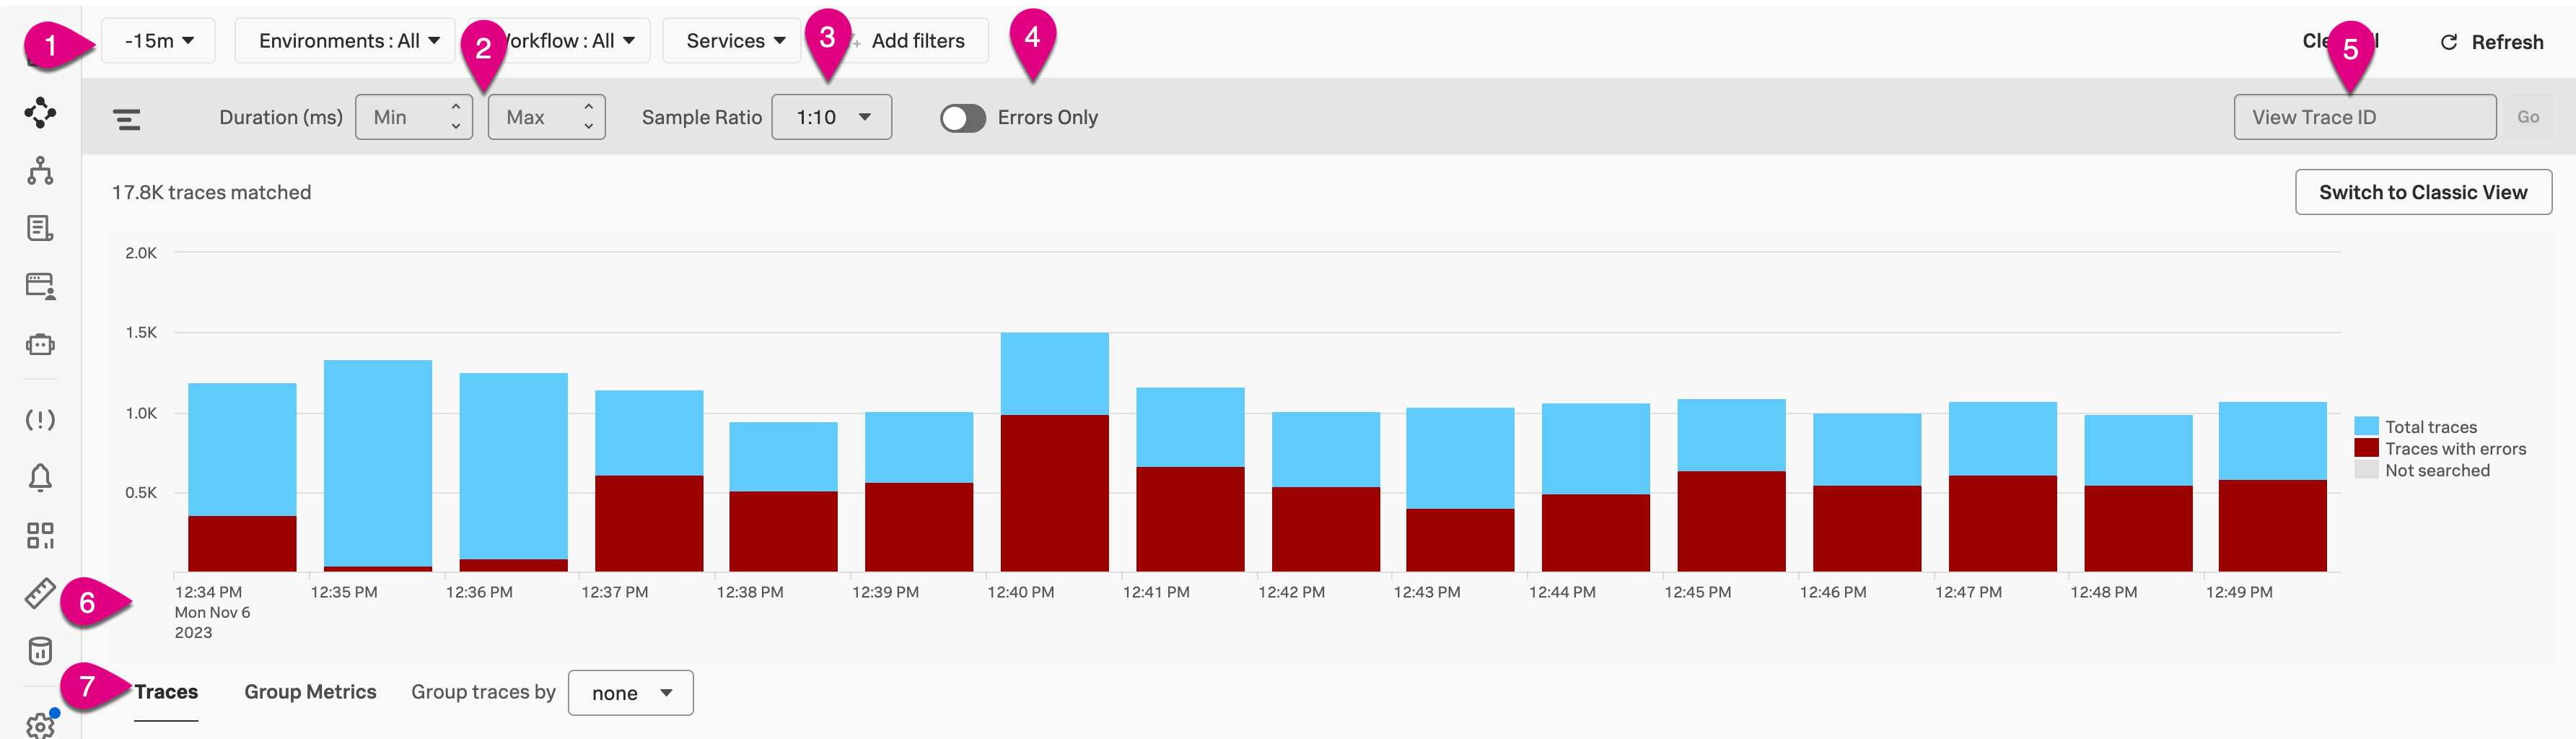 1 -15m Environments : All 2 Workflow : All Services 3 Add filters 4 5 Refresh
Duration (ms) Min Max Sample Ratio 1:10 Errors Only View Trace ID Go
17.8K traces matched Switch to Classic View
2.0K
1.5K
1.0K
0.5K
Total traces
Traces with errors
Not searched
12:34 PM 12:35 PM 12:36 PM 12:37 PM 12:38 PM 12:39 PM 12:40 PM 12:41 PM 12:42 PM 12:43 PM 12:44 PM 12:45 PM 12:46 PM 12:47 PM 12:48 PM 12:49 PM
6
Mon Nov 6
2023
7 Traces Group Metrics Group traces by none